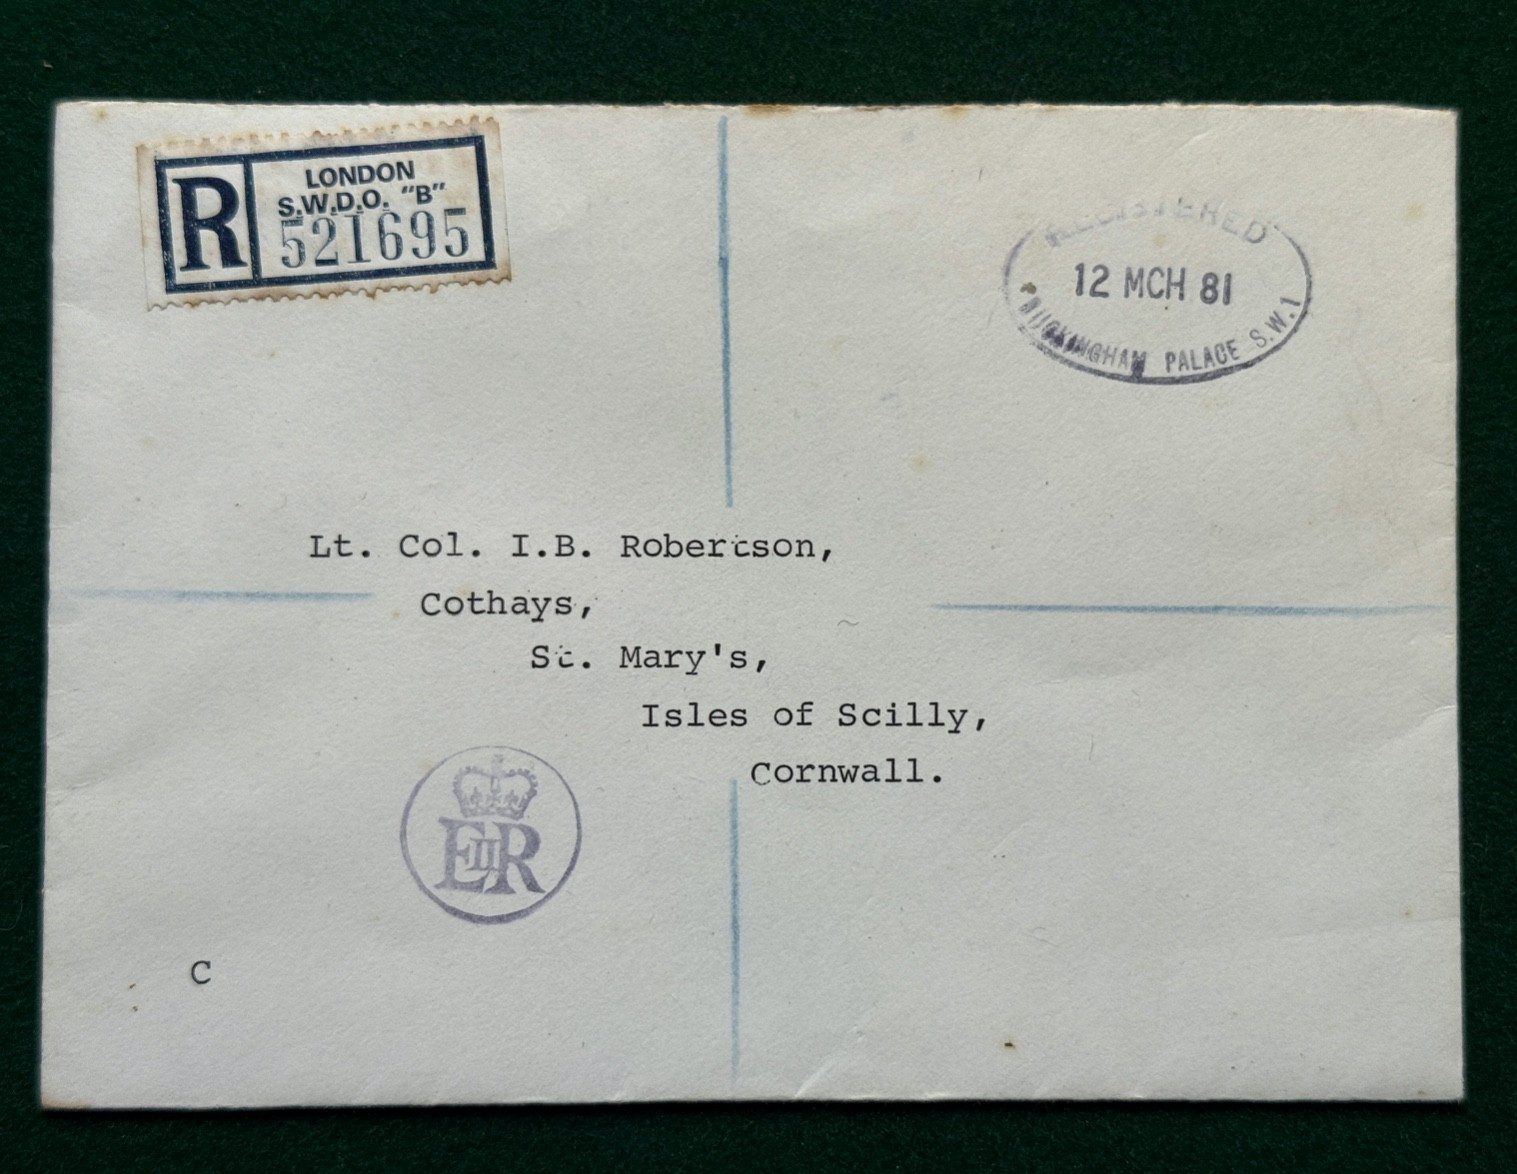 R
LONDON
S.W.D.O. "B"
521695
REGISTERED
12 MCH 81
BUCKINGHAM PALACE S.W.1
Lt. Col. I.B. Robertson,
Cothays,
St. Mary's,
Isles of Scilly,
Cornwall.
EIIR
C